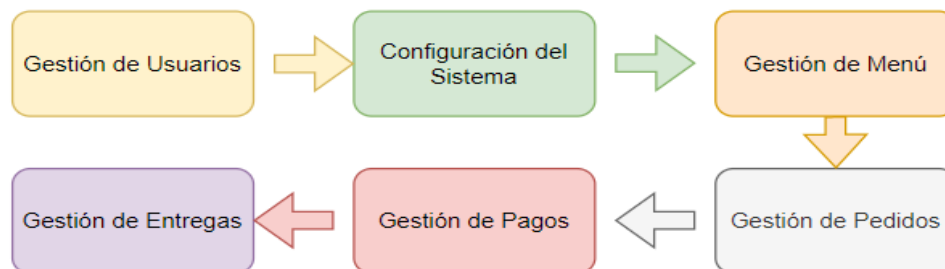 Gestión de Usuarios
Configuración del
Sistema
Gestión de Menú
Gestión de Pedidos
Gestión de Pagos
Gestión de Entregas